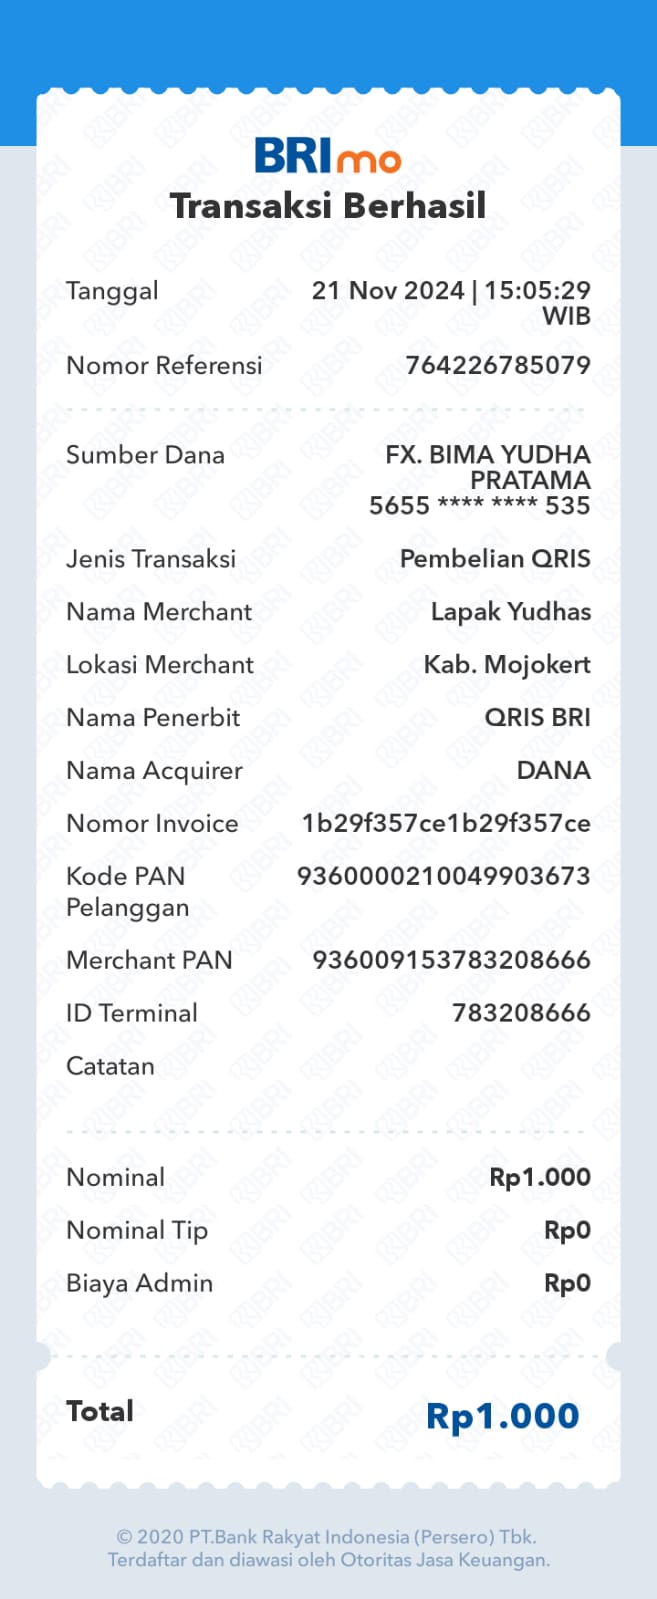 BRImo
Transaksi Berhasil
Tanggal 21 Nov 2024 | 15:05:29
WIB
Nomor Referensi 764226785079
Sumber Dana FX. BIMA YUDHA
PRATAMA
5655 **** **** 535
Jenis Transaksi Pembelian QRIS
Nama Merchant Lapak Yudhas
Lokasi Merchant Kab. Mojokert
Nama Penerbit QRIS BRI
Nama Acquirer DANA
Nomor Invoice 1b29f357ce1b29f357ce
Kode PAN 9360000210049903673
Pelanggan
Merchant PAN 936009153783208666
ID Terminal 783208666
Catatan
Nominal Rp1.000
Nominal Tip Rp0
Biaya Admin Rp0
Total Rp1.000
© 2020 PT.Bank Rakyat Indonesia (Persero) Tbk.
Terdaftar dan diawasi oleh Otoritas Jasa Keuangan.